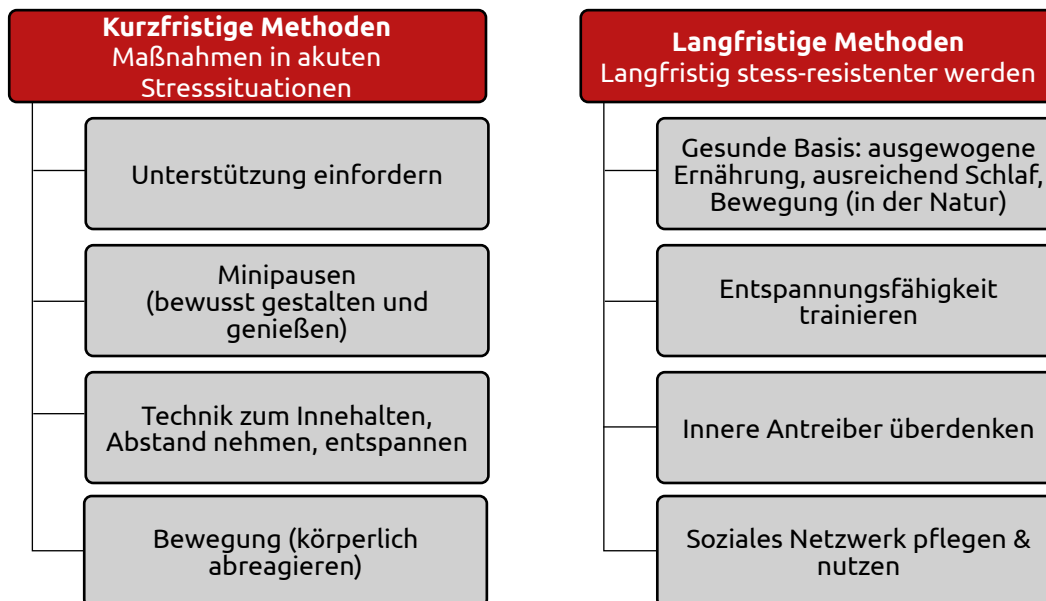 Kurzfristige Methoden
Maßnahmen in akuten
Stresssituationen
Unterstützung einfordern
Minipausen
(bewusst gestalten und
genießen)
Technik zum Innehalten,
Abstand nehmen, entspannen
Bewegung (körperlich
abreagieren)
Langfristige Methoden
Langfristig stess-resistenter werden
Gesunde Basis: ausgewogene
Ernährung, ausreichend Schlaf,
Bewegung (in der Natur)
Entspannungsfähigkeit
trainieren
Innere Antreiber überdenken
Soziales Netzwerk pflegen &
nutzen